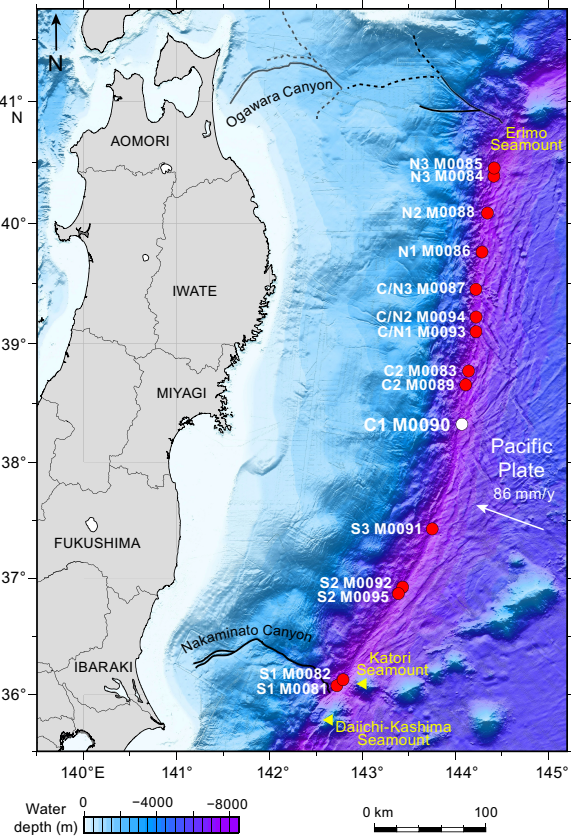 N
41°
N
Ogawara Canyon
Erimo
Seamount
AOMORI
N3 M0085
N3 M0084
40°
N2 M0088
N1 M0086
IWATE
C/N3 M0087
C/N2 M0094
C/N1 M0093
39°
C2 M0083
C2 M0089
MIYAGI
C1 M0090
Pacific
Plate
86 mm/y
38°
S3 M0091
FUKUSHIMA
37°
S2 M0092
S2 M0095
Nakaminato Canyon
IBARAKI
Katori
Seamount
S1 M0082
S1 M0081
36°
Daiichi-Kashima
Seamount
140°E 141° 142° 143° 144° 145°
Water
depth (m)
0 −4000 −8000
0 km 100